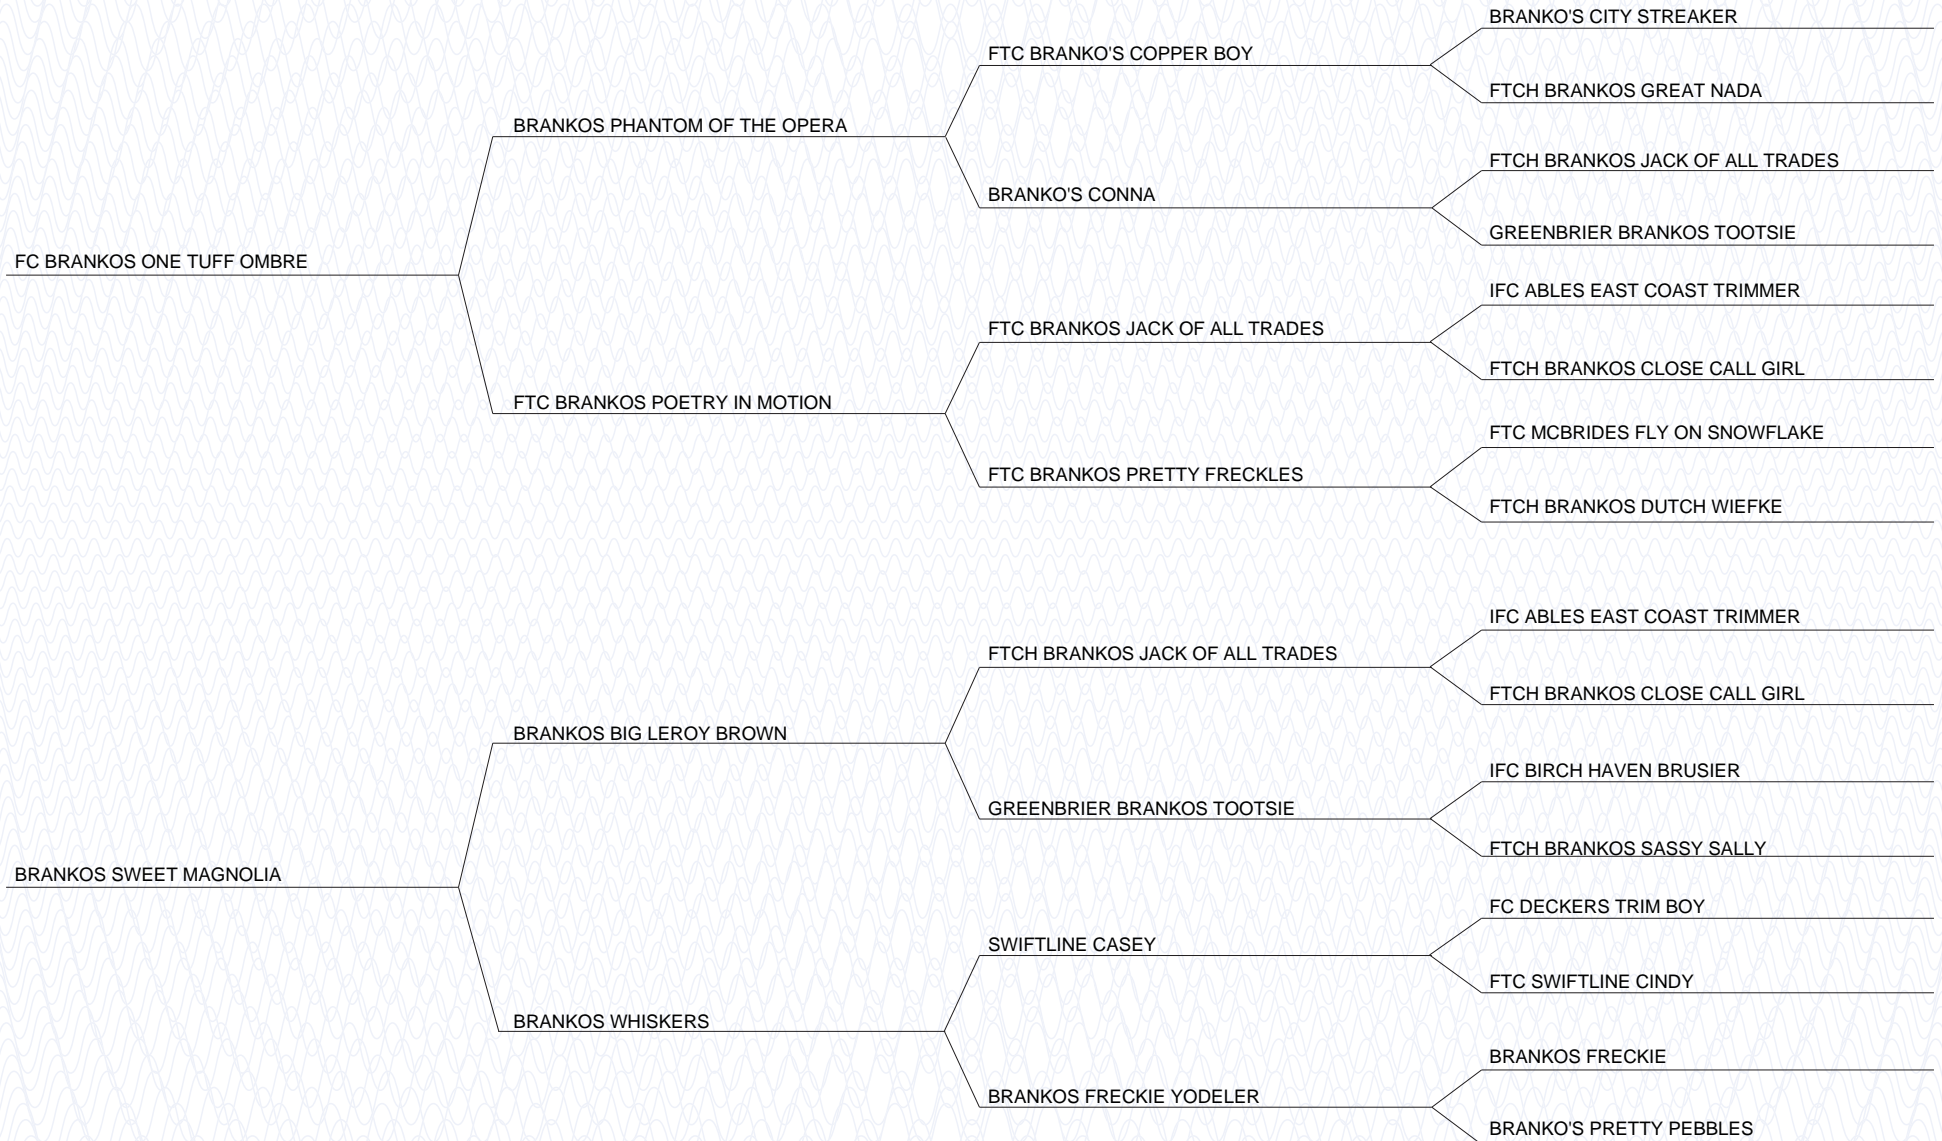 BRANKO'S CITY STREAKER
FTC BRANKO'S COPPER BOY
FTCH BRANKOS GREAT NADA
BRANKOS PHANTOM OF THE OPERA
FTCH BRANKOS JACK OF ALL TRADES
BRANKO'S CONNA
GREENBRIER BRANKOS TOOTSIE
FC BRANKOS ONE TUFF OMBRE
IFC ABLES EAST COAST TRIMMER
FTC BRANKOS JACK OF ALL TRADES
FTCH BRANKOS CLOSE CALL GIRL
FTC BRANKOS POETRY IN MOTION
FTC MCBRIDES FLY ON SNOWFLAKE
FTC BRANKOS PRETTY FRECKLES
FTCH BRANKOS DUTCH WIEFKE
IFC ABLES EAST COAST TRIMMER
FTCH BRANKOS JACK OF ALL TRADES
FTCH BRANKOS CLOSE CALL GIRL
BRANKOS BIG LEROY BROWN
IFC BIRCH HAVEN BRUSIER
GREENBRIER BRANKOS TOOTSIE
FTCH BRANKOS SASSY SALLY
BRANKOS SWEET MAGNOLIA
FC DECKERS TRIM BOY
SWIFTLINE CASEY
FTC SWIFTLINE CINDY
BRANKOS WHISKERS
BRANKOS FRECKIE
BRANKOS FRECKIE YODELER
BRANKO'S PRETTY PEBBLES